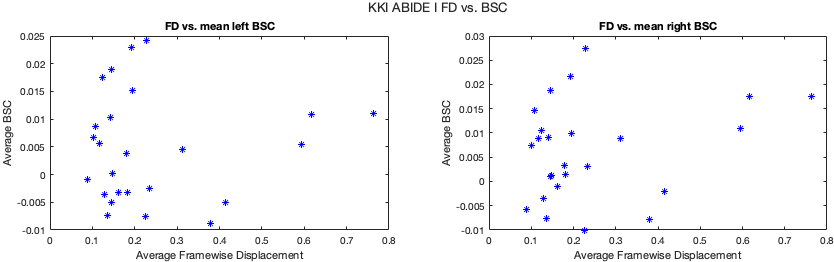 KKI ABIDE I FD vs. BSC
FD vs. mean left BSC
0.025
0.02
0.015
0.01
0.005
0
-0.005
-0.01
Average BSC
0 0.1 0.2 0.3 0.4 0.5 0.6 0.7 0.8
Average Framewise Displacement
FD vs. mean right BSC
0.03
0.025
0.02
0.015
0.01
0.005
0
-0.005
-0.01
Average BSC
0 0.1 0.2 0.3 0.4 0.5 0.6 0.7 0.8
Average Framewise Displacement